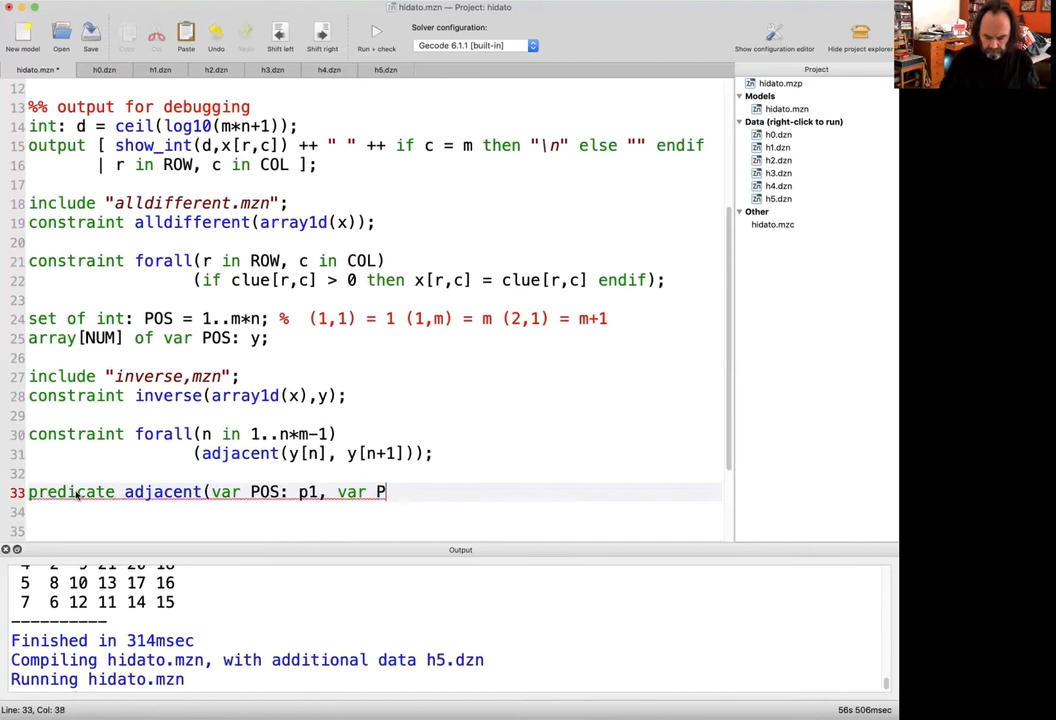 hidato.mzn — Project: hidato
New model
Open
Save
Copy
Cut
Paste
Undo
Redo
Shift left
Shift right
Run + check
Solver configuration:
Gecode 6.1.1 [built-in]
Show configuration editor
Hide project explorer
hidato.mzn *
h0.dzn
h1.dzn
h2.dzn
h3.dzn
h4.dzn
h5.dzn
12
13 %% output for debugging
14 int: d = ceil(log10(m*n+1));
15 output [ show_int(d,x[r,c]) ++ " " ++ if c = m then "\n" else "" endif
16 | r in ROW, c in COL ];
17
18 include "alldifferent.mzn";
19 constraint alldifferent(array1d(x));
20
21 constraint forall(r in ROW, c in COL)
22 (if clue[r,c] > 0 then x[r,c] = clue[r,c] endif);
23
24 set of int: POS = 1..m*n; % (1,1) = 1 (1,m) = m (2,1) = m+1
25 array[NUM] of var POS: y;
26
27 include "inverse,mzn";
28 constraint inverse(array1d(x),y);
29
30 constraint forall(n in 1..n*m-1)
31 (adjacent(y[n], y[n+1]));
32
33 predicate adjacent(var POS: p1, var P
34
35
Project
hidato.mzp
Models
hidato.mzn
Data (right-click to run)
h0.dzn
h1.dzn
h2.dzn
h3.dzn
h4.dzn
h5.dzn
Other
hidato.mzc
Output
4 2 9 21 20 18
5 8 10 13 17 16
7 6 12 11 14 15
----------
Finished in 314msec
Compiling hidato.mzn, with additional data h5.dzn
Running hidato.mzn
Line: 33, Col: 38
56s 506msec